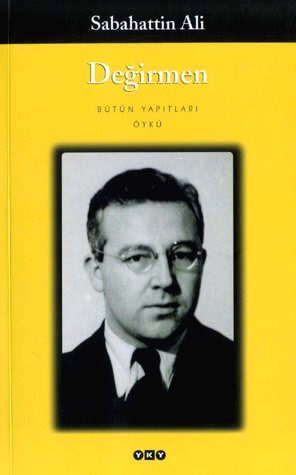 Sabahattin Ali
Değirmen
BÜTÜN YAPITLARI
ÖYKÜ
YKY